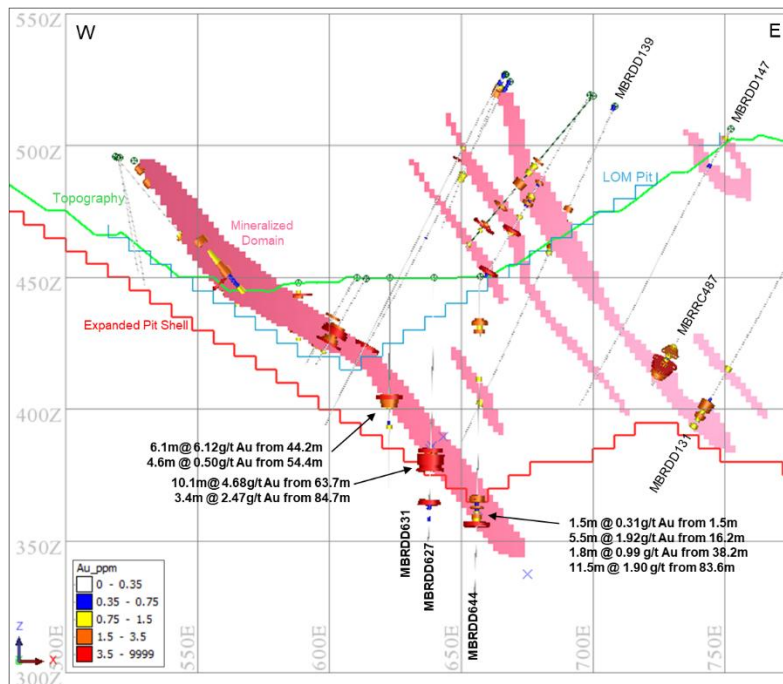 550Z
W
E
MBRDD139
MBRDD147
500Z
Topography
LOM Pit
Mineralized
Domain
450Z
Expanded Pit Shell
MBRRC487
400Z
6.1m@ 6.12g/t Au from 44.2m
4.6m @ 0.50g/t Au from 54.4m
10.1m@ 4.68g/t Au from 63.7m
3.4m @ 2.47g/t Au from 84.7m
MBRDD131
1.5m @ 0.31g/t Au from 1.5m
5.5m @ 1.92g/t Au from 16.2m
1.8m @ 0.99 g/t Au from 38.2m
11.5m @ 1.90 g/t from 83.6m
350Z
MBRDD631
MBRDD627
MBRDD644
Au_ppm
0 - 0.35
0.35 - 0.75
0.75 - 1.5
1.5 - 3.5
3.5 - 9999
Z
X
300Z
550E
600E
650E
700E
750E